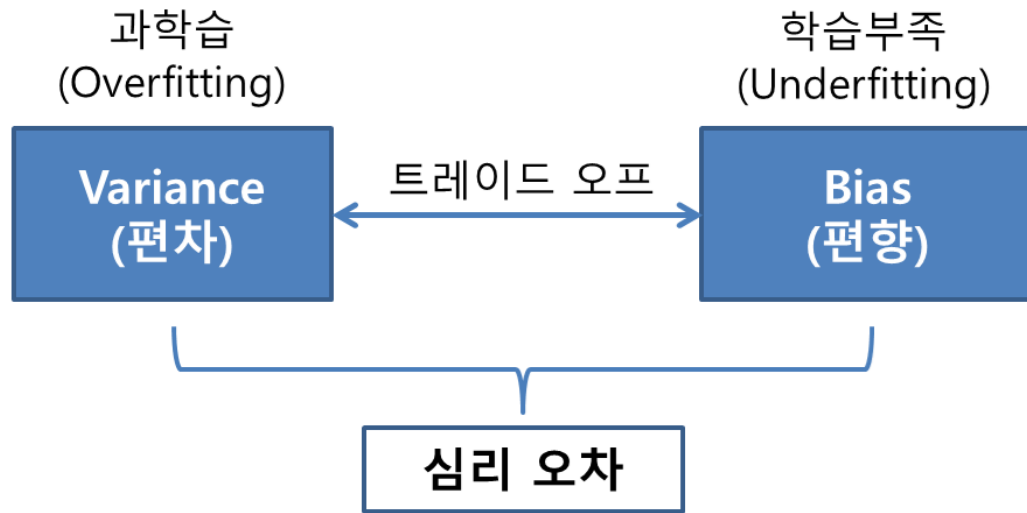 과학습
(Overfitting)
학습부족
(Underfitting)
Variance
(편차)
트레이드 오프
Bias
(편향)
심리 오차